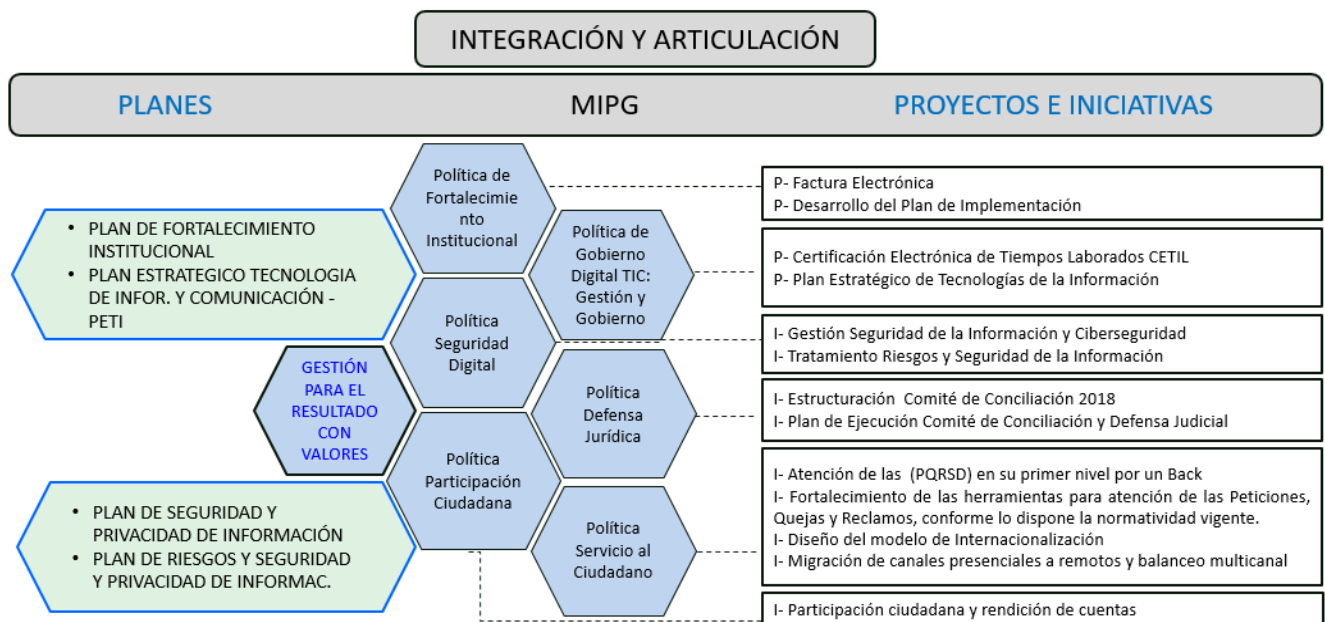 INTEGRACIÓN Y ARTICULACIÓN
PLANES
MIPG
PROYECTOS E INICIATIVAS
• PLAN DE FORTALECIMIENTO
INSTITUCIONAL
• PLAN ESTRATEGICO TECNOLOGIA
DE INFOR. Y COMUNICACIÓN -
PETI
GESTIÓN
PARA EL
RESULTADO
CON
VALORES
• PLAN DE SEGURIDAD Y
PRIVACIDAD DE INFORMACIÓN
• PLAN DE RIESGOS Y SEGURIDAD
Y PRIVACIDAD DE INFORMAC.
Política de
Fortalecimie
nto
Institucional
Política de
Gobierno
Digital TIC:
Gestión y
Gobierno
Política
Seguridad
Digital
Política
Defensa
Jurídica
Política
Participación
Ciudadana
Política
Servicio al
Ciudadano
P- Factura Electrónica
P- Desarrollo del Plan de Implementación
P- Certificación Electrónica de Tiempos Laborados CETIL
P- Plan Estratégico de Tecnologías de la Información
I- Gestión Seguridad de la Información y Ciberseguridad
I- Tratamiento Riesgos y Seguridad de la Información
I- Estructuración Comité de Conciliación 2018
I- Plan de Ejecución Comité de Conciliación y Defensa Judicial
I- Atención de las (PQRSD) en su primer nivel por un Back
I- Fortalecimiento de las herramientas para atención de las Peticiones,
Quejas y Reclamos, conforme lo dispone la normatividad vigente.
I- Diseño del modelo de Internacionalización
I- Migración de canales presenciales a remotos y balanceo multicanal
I- Participación ciudadana y rendición de cuentas